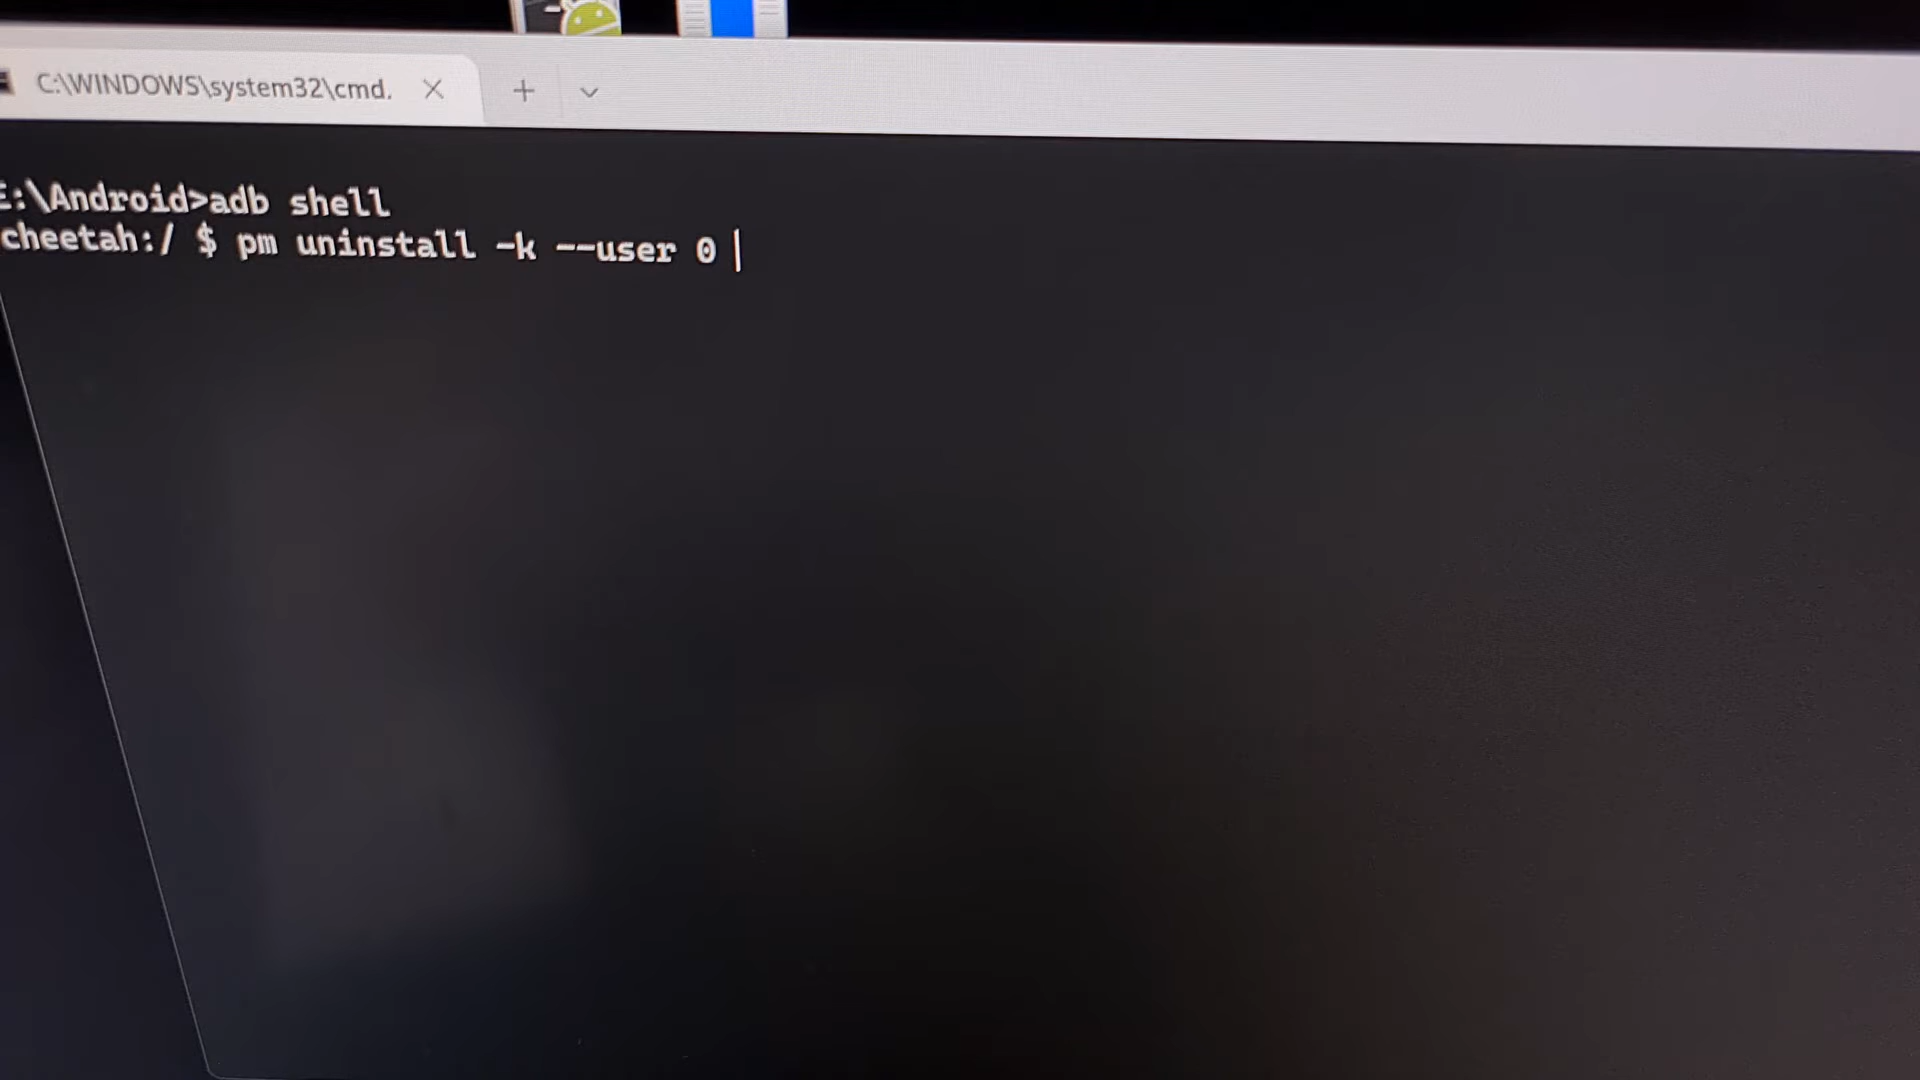 C:\WINDOWS\system32\cmd.
E:\Android>adb shell
cheetah:/ $ pm uninstall -k --user 0